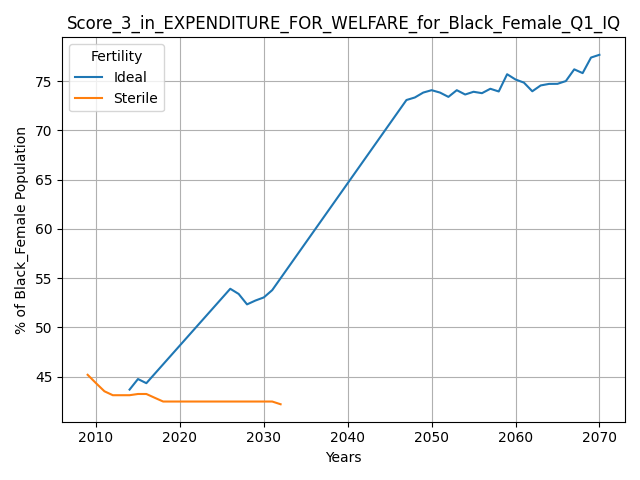 Score_3_in_EXPENDITURE_FOR_WELFARE_for_Black_Female_Q1_IQ
Fertility
Ideal
Sterile
% of Black_Female Population
75
70
65
60
55
50
45
2010 2020 2030 2040 2050 2060 2070
Years